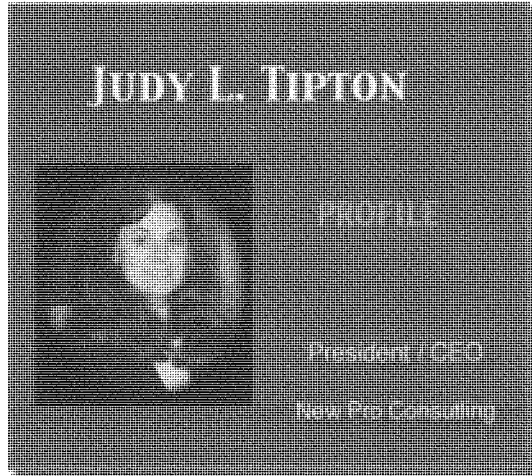 JUDY L. TIPTON
PROFILE
President / CEO
New Pro Consulting